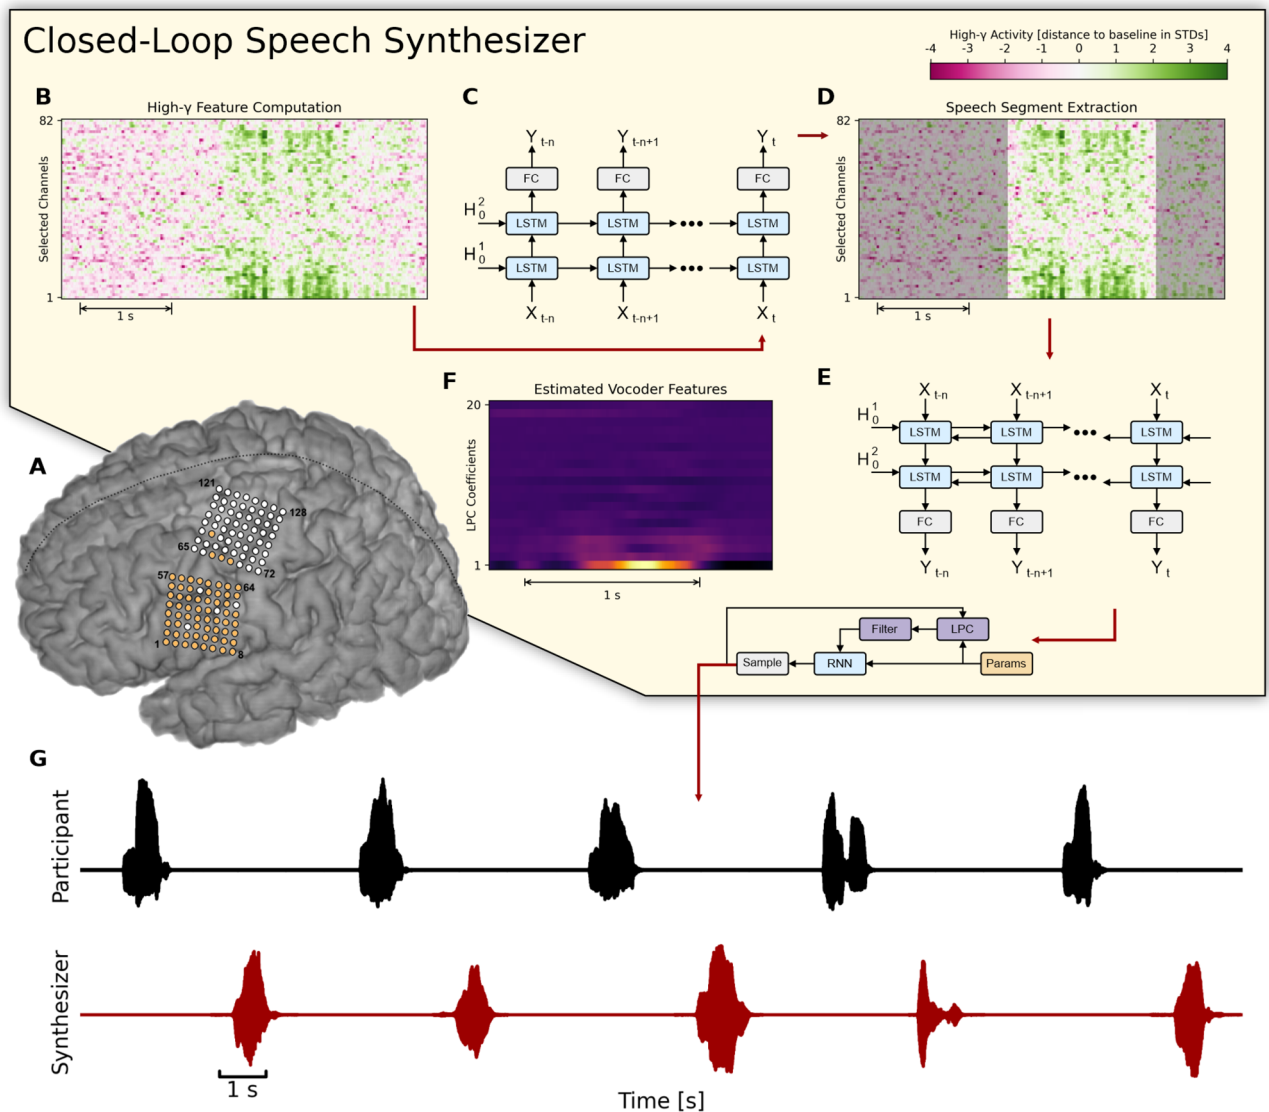 Closed-Loop Speech Synthesizer
High-γ Activity [distance to baseline in STDs]
-4 -3 -2 -1 0 1 2 3 4
B
High-γ Feature Computation
82
Selected Channels
1
1 s
C
Y t-n Y t-n+1 Y t
FC FC FC
H 2 0 LSTM LSTM ••• LSTM
H 1 0 LSTM LSTM ••• LSTM
X t-n X t-n+1 X t
D
Speech Segment Extraction
82
Selected Channels
1
1 s
E
X t-n X t-n+1 X t
H 1 0 LSTM LSTM ••• LSTM
H 2 0 LSTM LSTM ••• LSTM
FC FC FC
Y t-n Y t-n+1 Y t
F
Estimated Vocoder Features
20
LPC Coefficients
1
1 s
Filter LPC
Sample RNN Params
A
121
128
65
72
57
64
1
8
G
Participant
Synthesizer
1 s
Time [s]